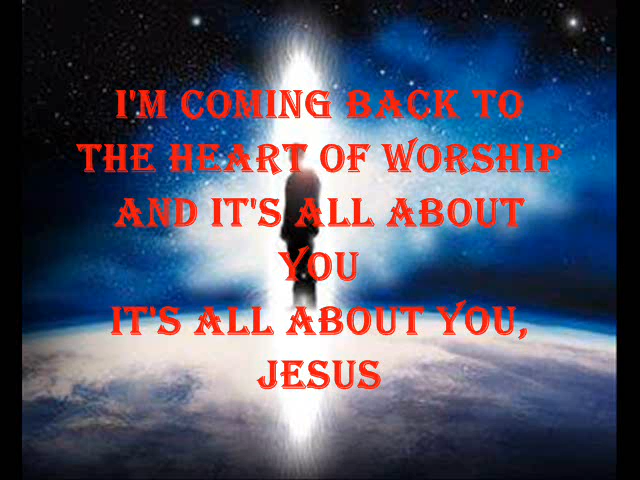 I'M COMING BACK TO
THE HEART OF WORSHIP
AND IT'S ALL ABOUT
YOU
IT'S ALL ABOUT YOU,
JESUS